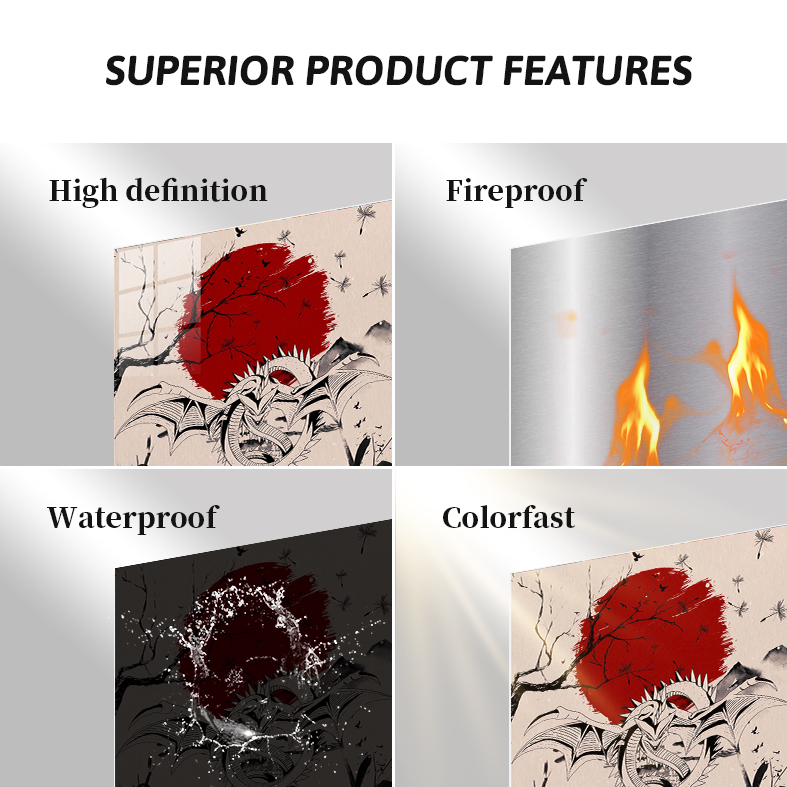 SUPERIOR PRODUCT FEATURES
High definition
Fireproof
Waterproof
Colorfast